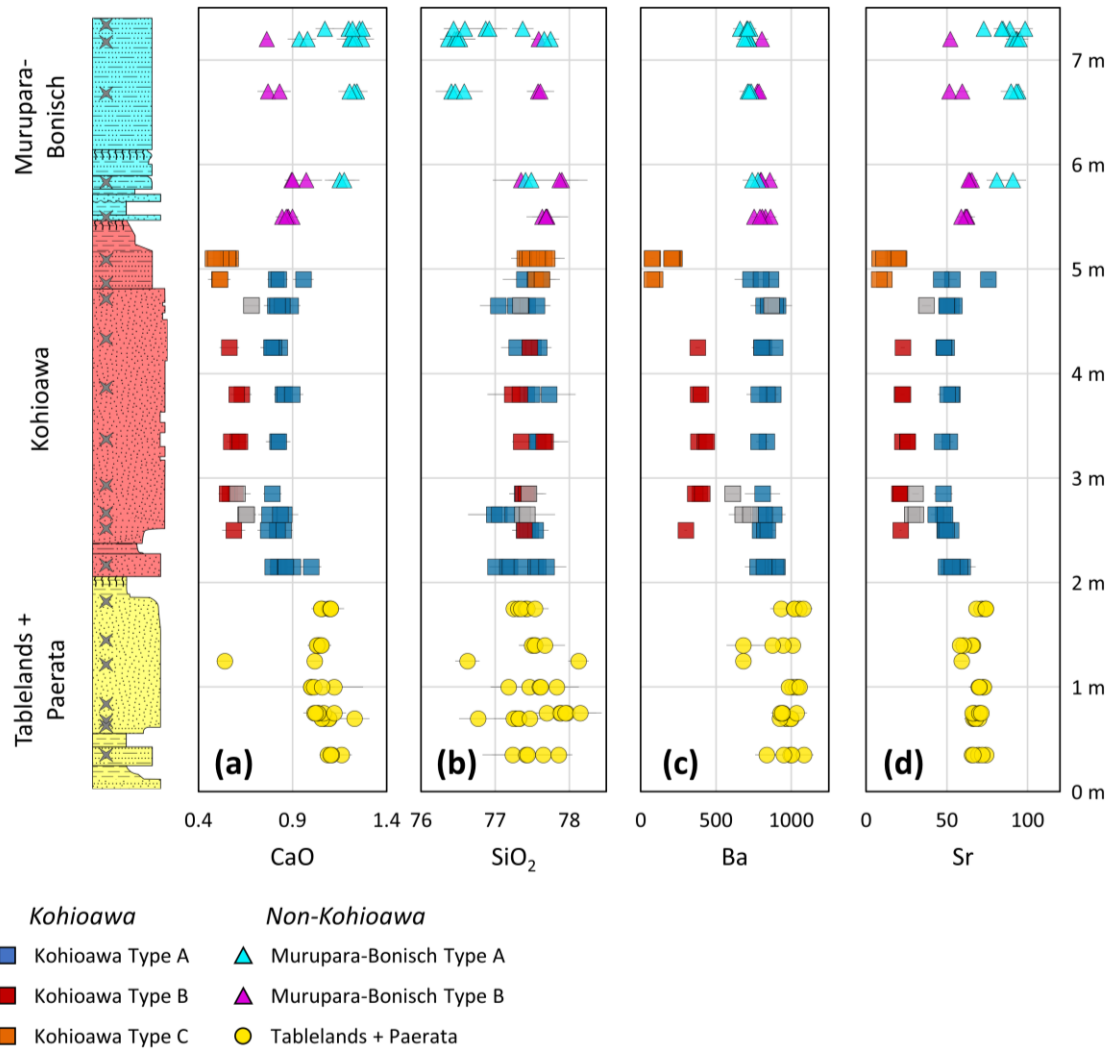 Murupara-
Bonisch
Kohioawa
Tablelands +
Paerata
(a)
(b)
(c)
(d)
7 m
6 m
5 m
4 m
3 m
2 m
1 m
0 m
0.4 0.9 1.4
76 77 78
0 500 1000
0 50 100
CaO
SiO₂
Ba
Sr
Kohioawa
Non-Kohioawa
Kohioawa Type A
Murupara-Bonisch Type A
Kohioawa Type B
Murupara-Bonisch Type B
Kohioawa Type C
Tablelands + Paerata